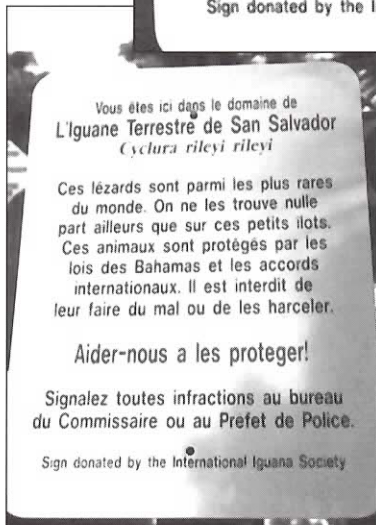 Sign donated by the I
Vous êtes ici dans le domaine de
L'Iguane Terrestre de San Salvador
Cyclura rileyi rileyi
Ces lézards sont parmi les plus rares
du monde. On ne les trouve nulle
part ailleurs que sur ces petits ilots.
Ces animaux sont protégés par les
lois des Bahamas et les accords
internationaux. Il est interdit de
leur faire du mal ou de les harceler.
Aider-nous a les proteger!
Signalez toutes infractions au bureau
du Commissaire ou au Prefet de Police.
Sign donated by the International Iguana Society